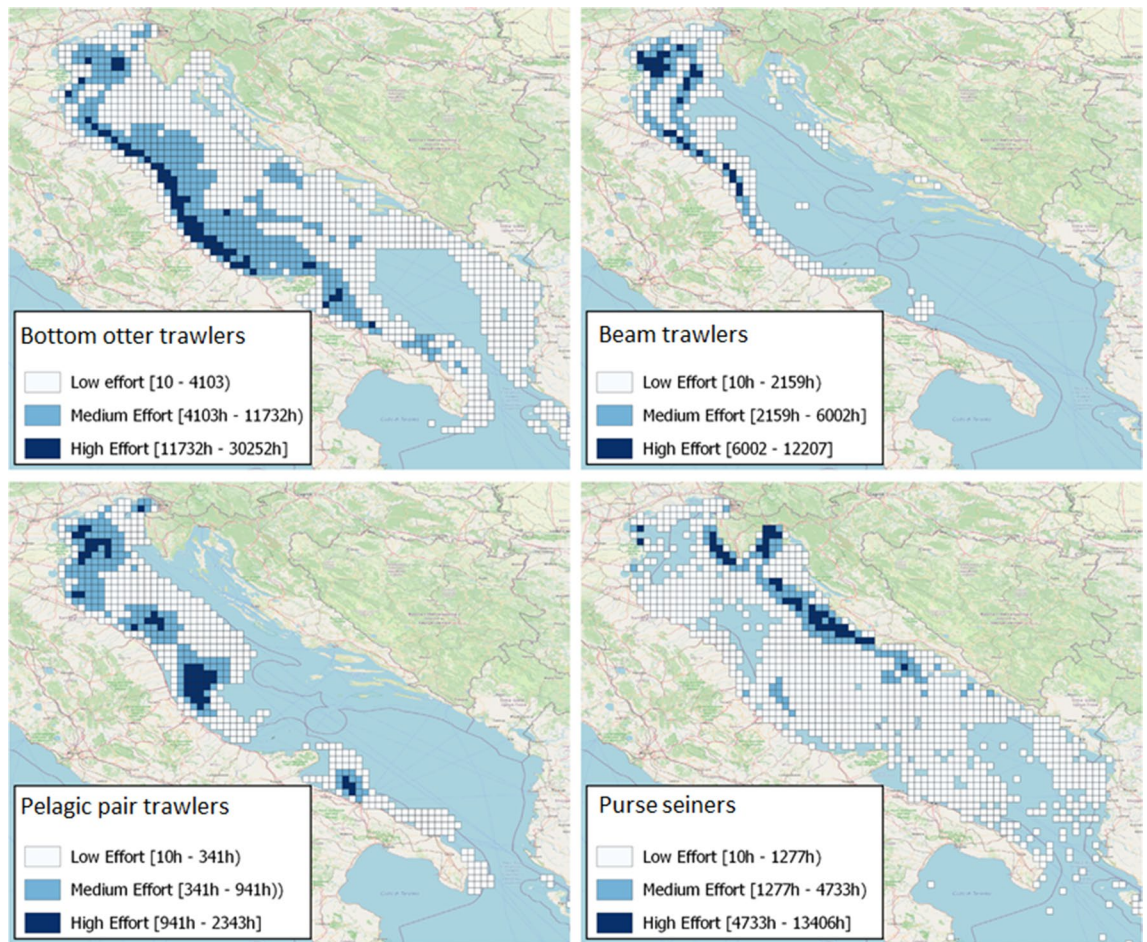 Bottom otter trawlers
Low effort [10 - 4103)
Medium Effort [4103h - 11732h)
High Effort [11732h - 30252h]
Beam trawlers
Low Effort [10h - 2159h)
Medium Effort [2159h - 6002h]
High Effort [6002 - 12207]
Pelagic pair trawlers
Low Effort [10h - 341h)
Medium Effort [341h - 941h))
High Effort [941h - 2343h]
Purse seiners
Low Effort [10h - 1277h)
Medium Effort [1277h - 4733h)
High Effort [4733h - 13406h]